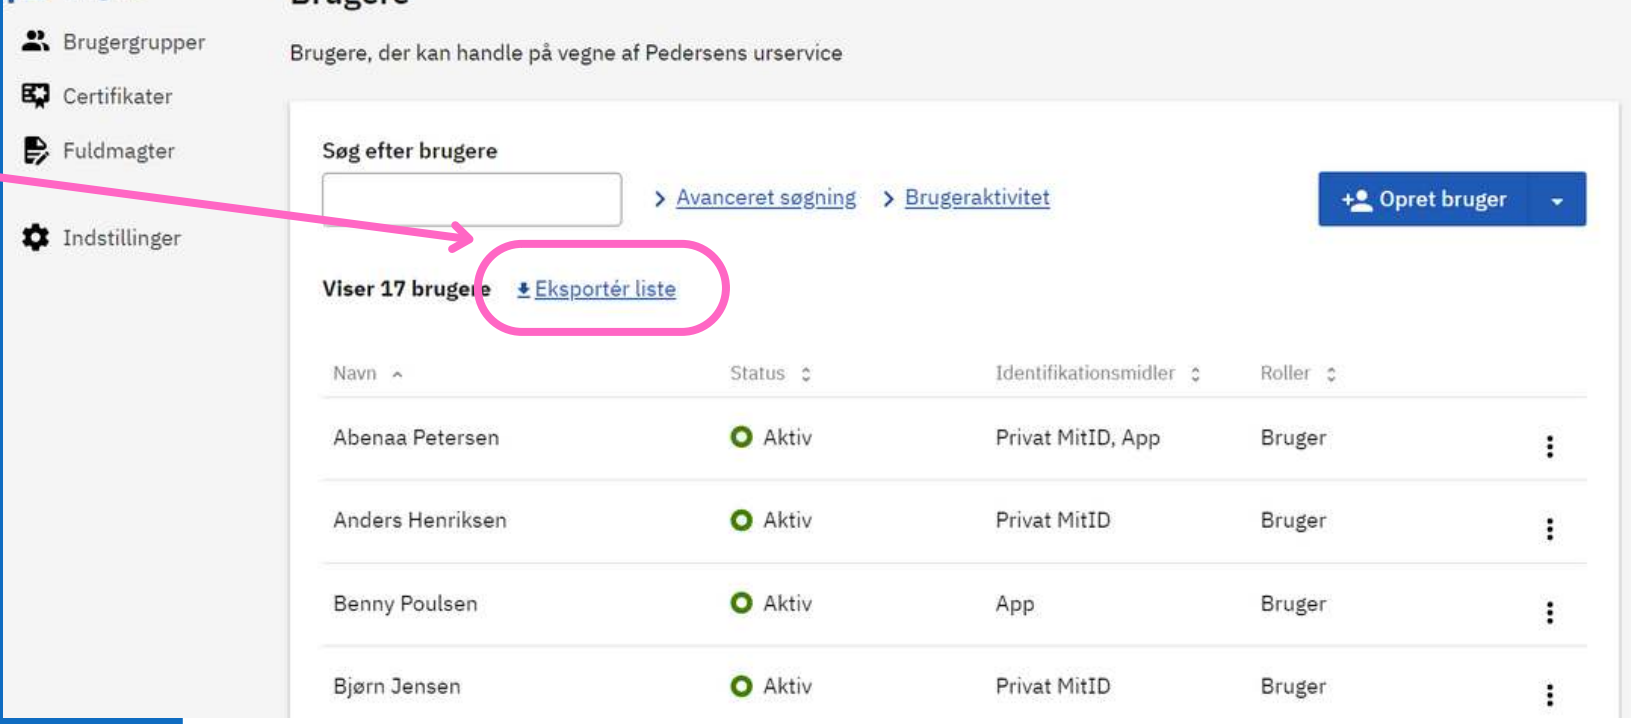 Brugere
Brugergrupper
Brugere, der kan handle på vegne af Pedersens urservice
Certifikater
Fuldmagter
Indstillinger
Søg efter brugere
Avanceret søgning Brugeraktivitet
Opret bruger
Viser 17 brugere Eksportér liste
Navn Status Identifikationsmidler Roller
Abenaa Petersen Aktiv Privat MitID, App Bruger
Anders Henriksen Aktiv Privat MitID Bruger
Benny Poulsen Aktiv App Bruger
Bjørn Jensen Aktiv Privat MitID Bruger